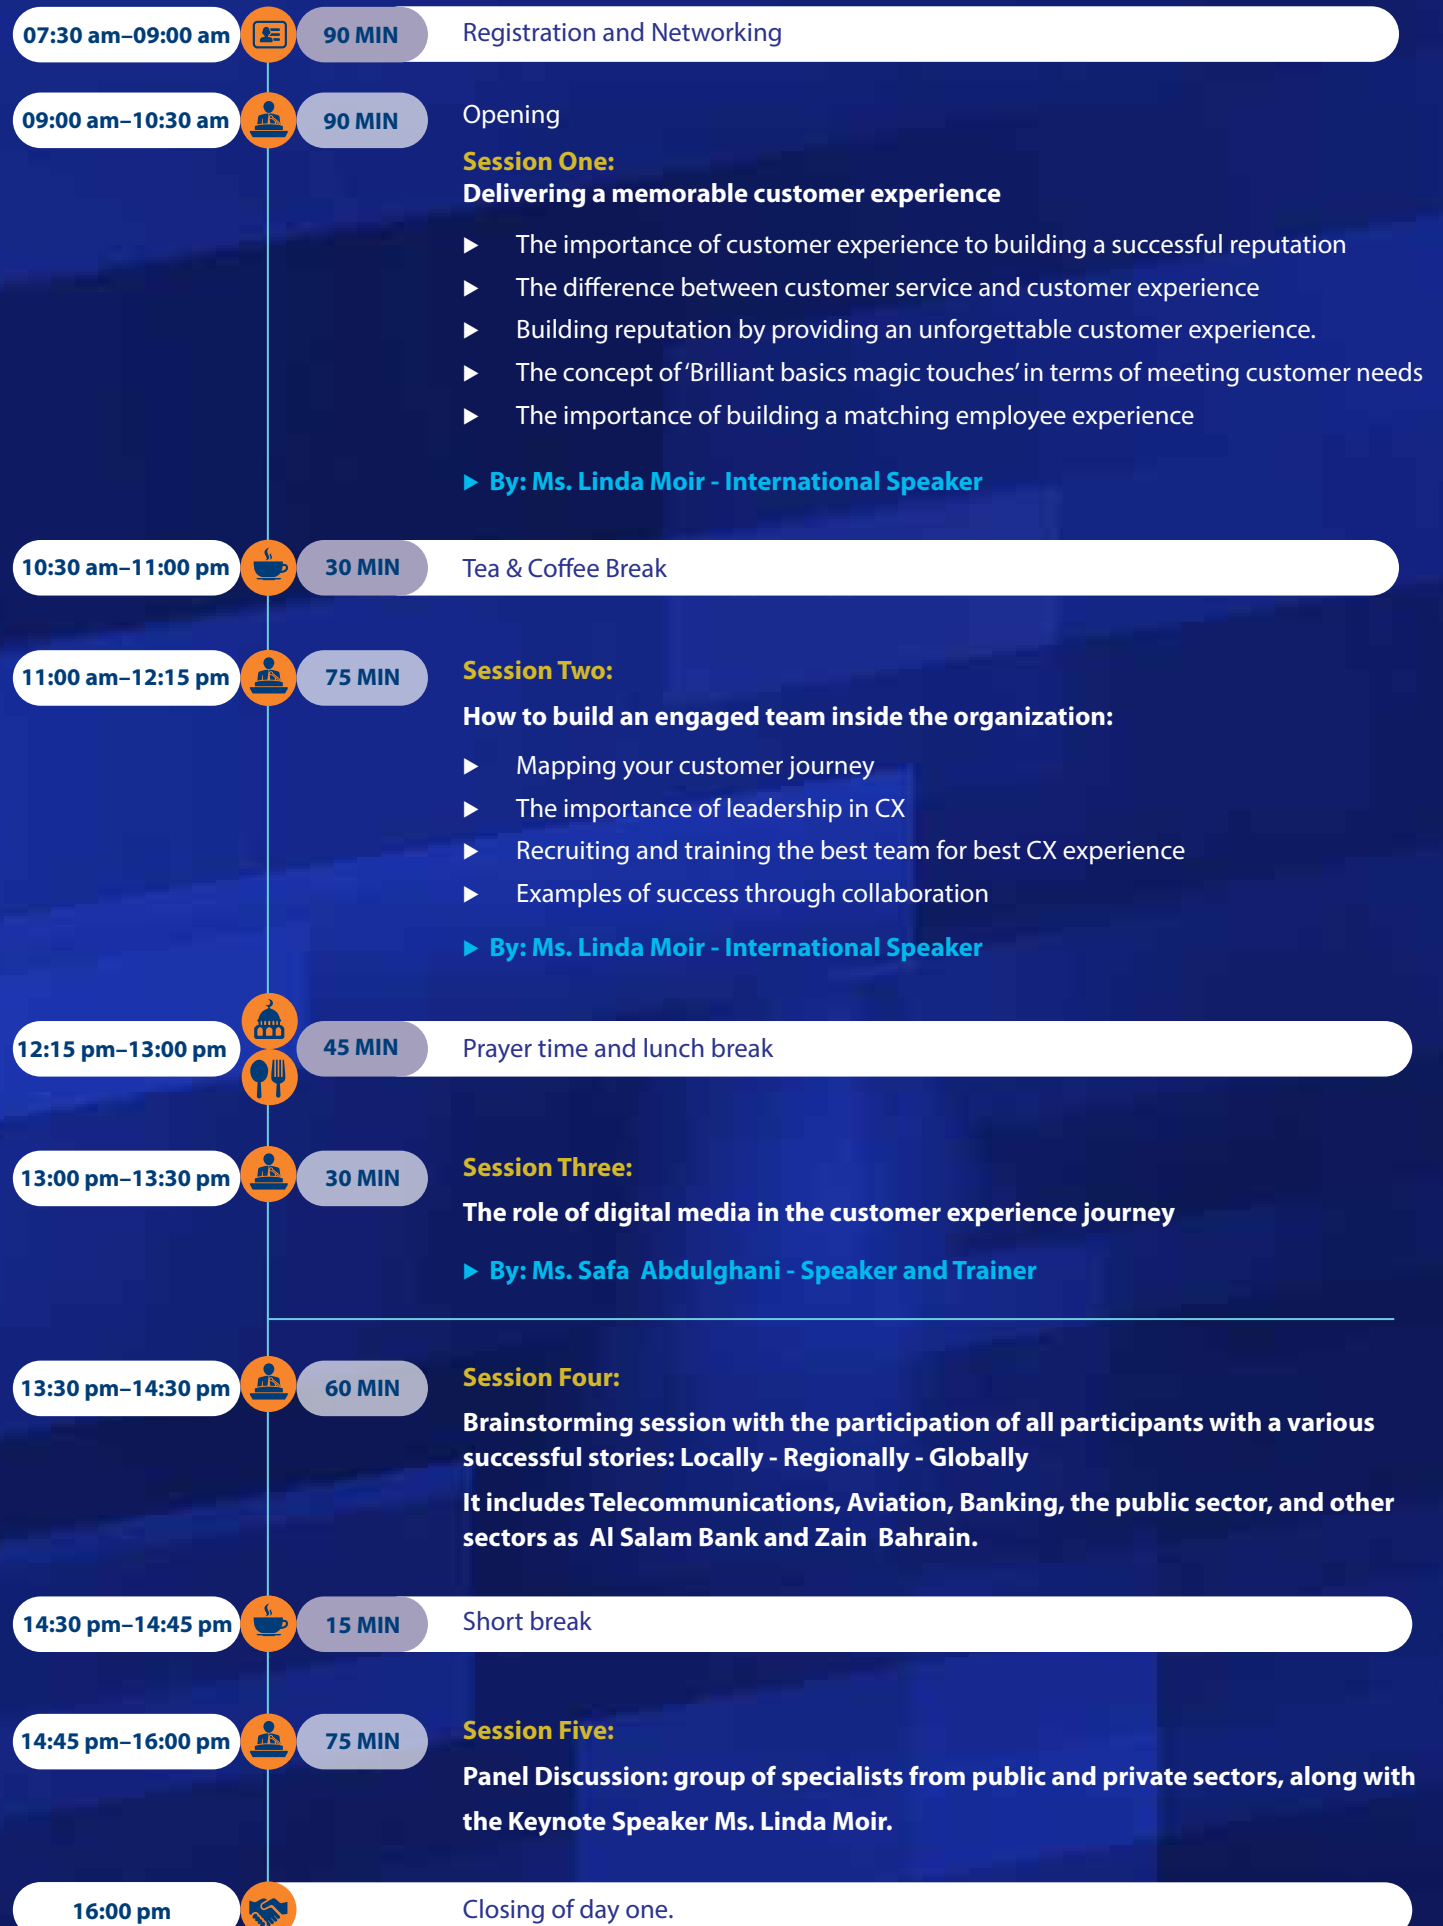 07:30 am–09:00 am 90 MIN Registration and Networking
09:00 am–10:30 am 90 MIN Opening
Session One:
Delivering a memorable customer experience
▶ The importance of customer experience to building a successful reputation
▶ The difference between customer service and customer experience
▶ Building reputation by providing an unforgettable customer experience.
▶ The concept of ‘Brilliant basics magic touches’ in terms of meeting customer needs
▶ The importance of building a matching employee experience
▶ By: Ms. Linda Moir - International Speaker
10:30 am–11:00 pm 30 MIN Tea & Coffee Break
11:00 am–12:15 pm 75 MIN Session Two:
How to build an engaged team inside the organization:
▶ Mapping your customer journey
▶ The importance of leadership in CX
▶ Recruiting and training the best team for best CX experience
▶ Examples of success through collaboration
▶ By: Ms. Linda Moir - International Speaker
12:15 pm–13:00 pm 45 MIN Prayer time and lunch break
13:00 pm–13:30 pm 30 MIN Session Three:
The role of digital media in the customer experience journey
▶ By: Ms. Safa Abdulghani - Speaker and Trainer
13:30 pm–14:30 pm 60 MIN Session Four:
Brainstorming session with the participation of all participants with a various
successful stories: Locally - Regionally - Globally
It includes Telecommunications, Aviation, Banking, the public sector, and other
sectors as Al Salam Bank and Zain Bahrain.
14:30 pm–14:45 pm 15 MIN Short break
14:45 pm–16:00 pm 75 MIN Session Five:
Panel Discussion: group of specialists from public and private sectors, along with
the Keynote Speaker Ms. Linda Moir.
16:00 pm Closing of day one.